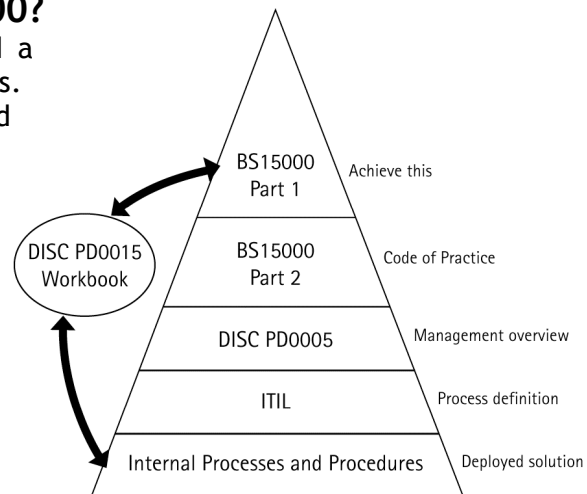 00?
d a
s.
d
BS15000
Part 1
Achieve this
DISC PD0015
Workbook
BS15000
Part 2
Code of Practice
DISC PD0005
Management overview
ITIL
Process definition
Internal Processes and Procedures
Deployed solution